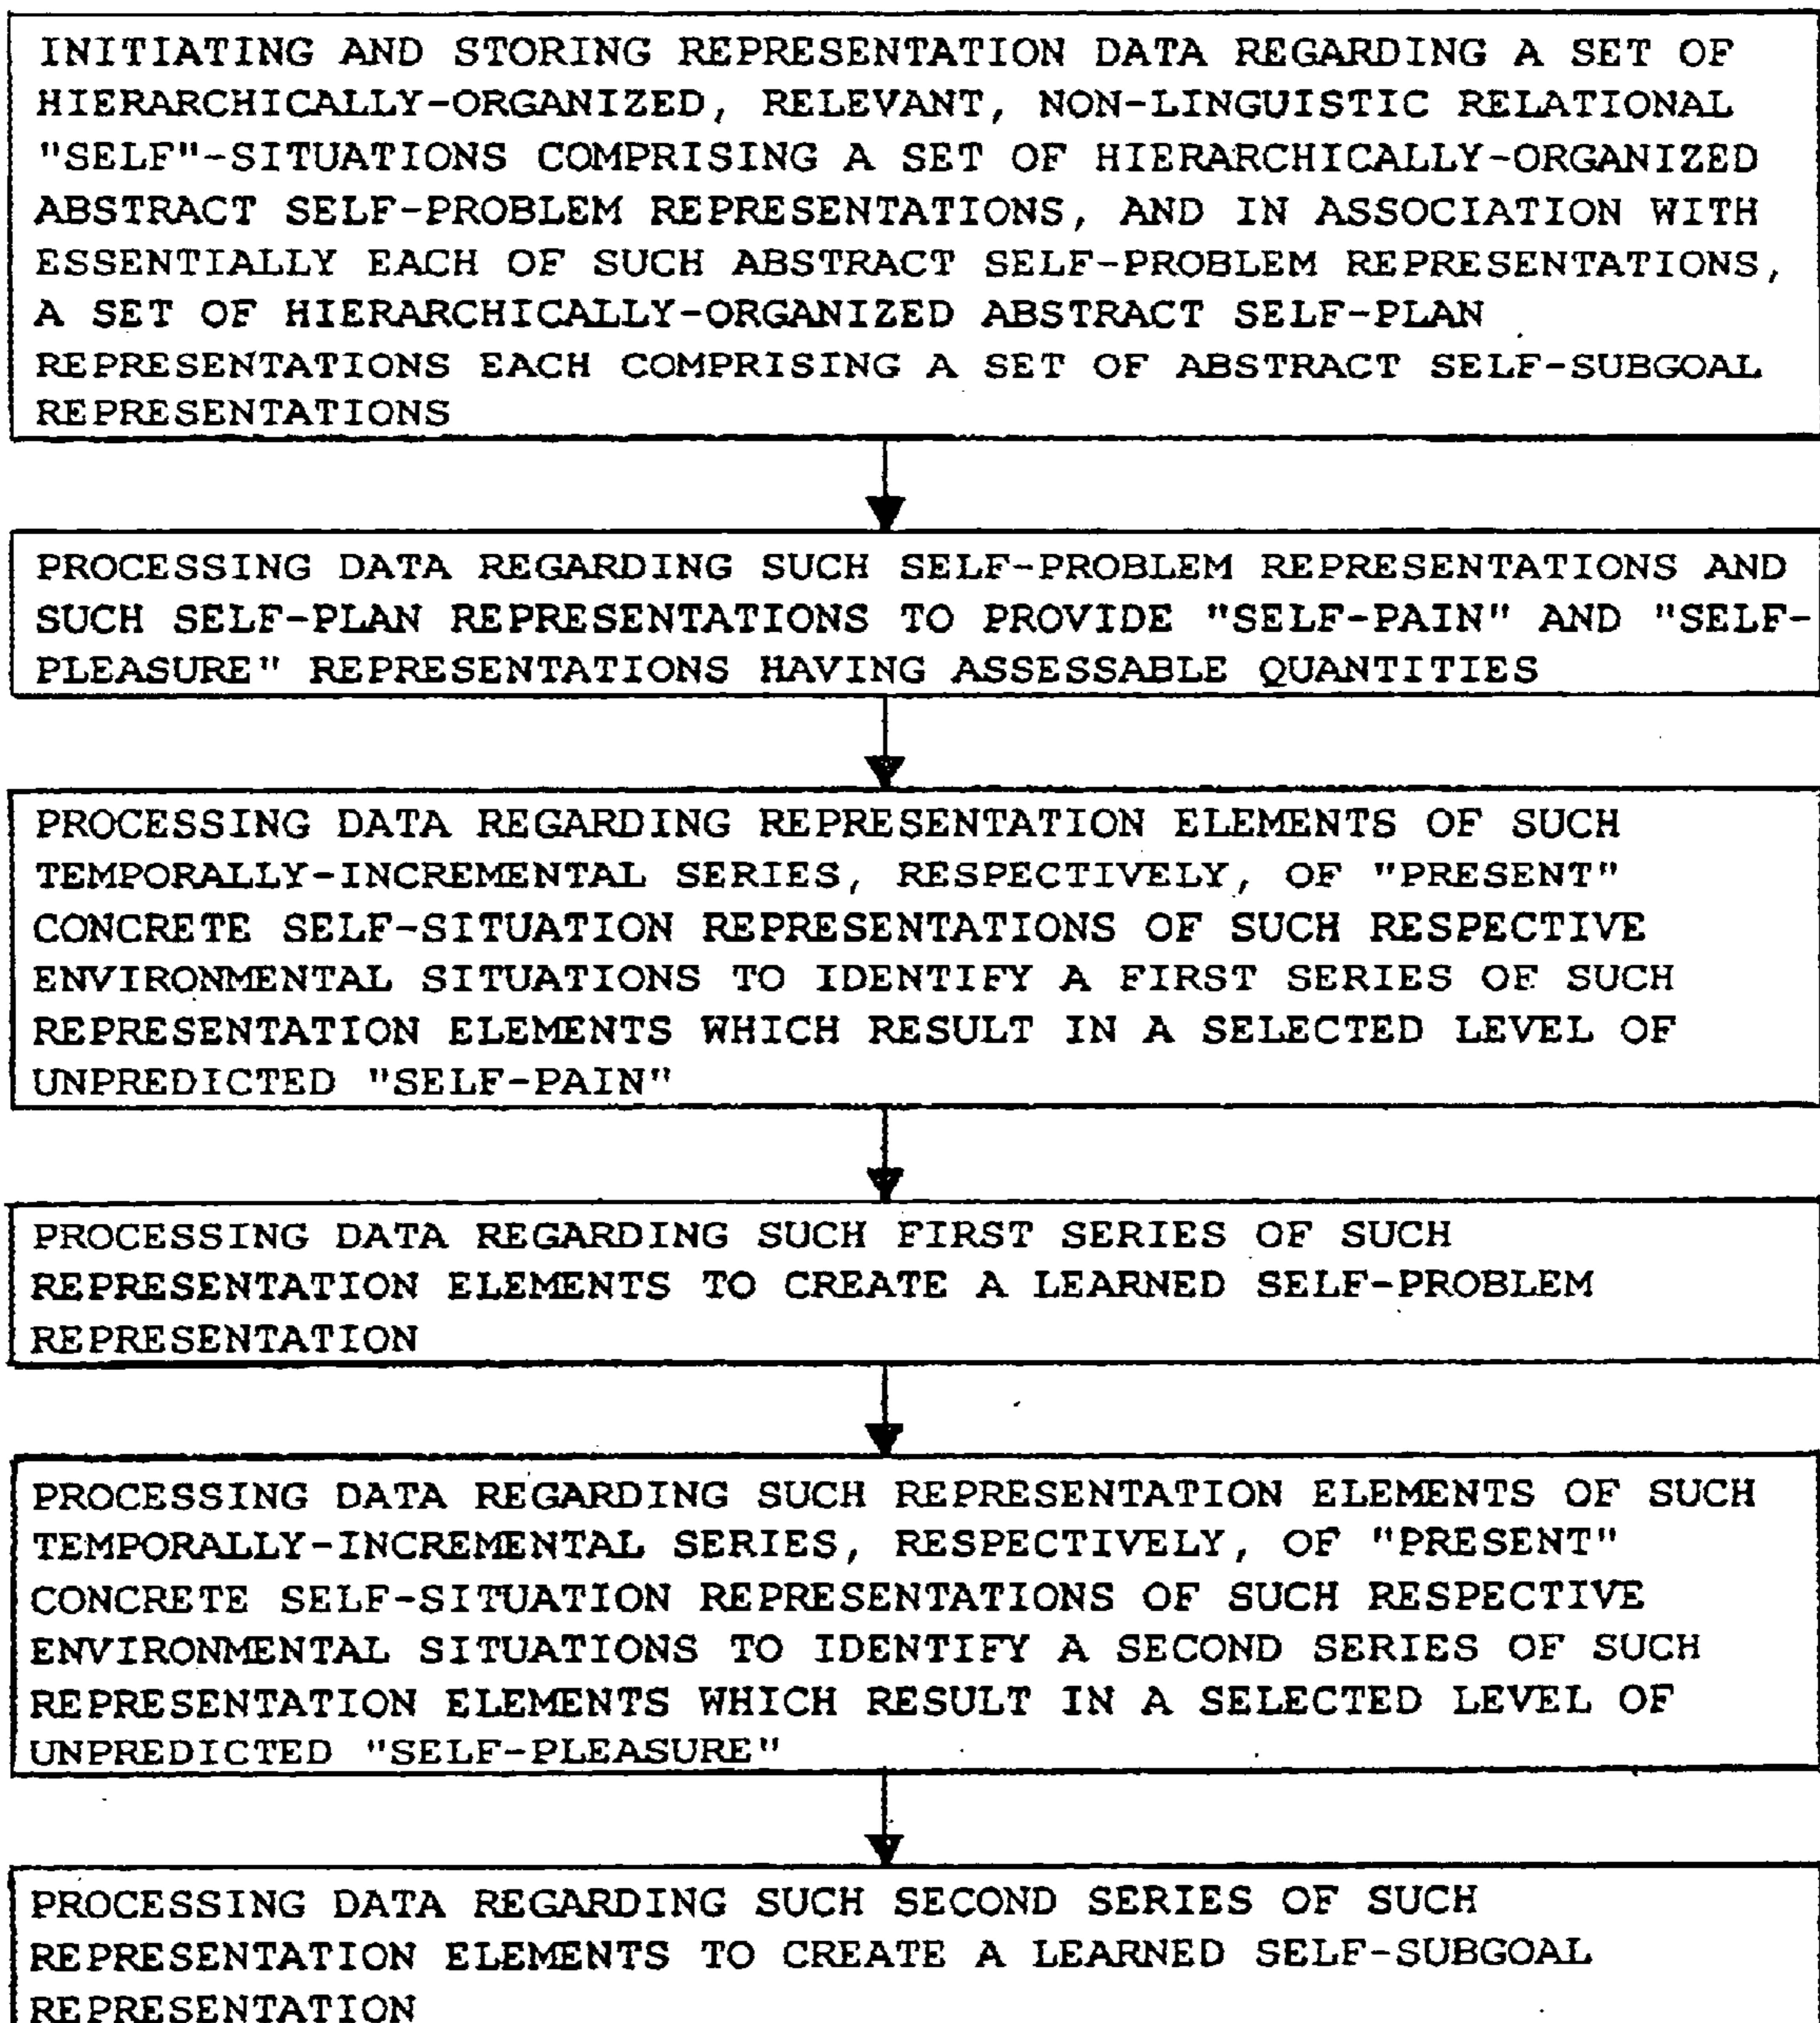 INITIATING AND STORING REPRESENTATION DATA REGARDING A SET OF
HIERARCHICALLY-ORGANIZED, RELEVANT, NON-LINGUISTIC RELATIONAL
"SELF"-SITUATIONS COMPRISING A SET OF HIERARCHICALLY-ORGANIZED
ABSTRACT SELF-PROBLEM REPRESENTATIONS, AND IN ASSOCIATION WITH
ESSENTIALLY EACH OF SUCH ABSTRACT SELF-PROBLEM REPRESENTATIONS,
A SET OF HIERARCHICALLY-ORGANIZED ABSTRACT SELF-PLAN
REPRESENTATIONS EACH COMPRISING A SET OF ABSTRACT SELF-SUBGOAL
REPRESENTATIONS
PROCESSING DATA REGARDING SUCH SELF-PROBLEM REPRESENTATIONS AND
SUCH SELF-PLAN REPRESENTATIONS TO PROVIDE "SELF-PAIN" AND "SELF-
PLEASURE" REPRESENTATIONS HAVING ASSESSABLE QUANTITIES
PROCESSING DATA REGARDING REPRESENTATION ELEMENTS OF SUCH
TEMPORALLY-INCREMENTAL SERIES, RESPECTIVELY, OF "PRESENT"
CONCRETE SELF-SITUATION REPRESENTATIONS OF SUCH RESPECTIVE
ENVIRONMENTAL SITUATIONS TO IDENTIFY A FIRST SERIES OF SUCH
REPRESENTATION ELEMENTS WHICH RESULT IN A SELECTED LEVEL OF
UNPREDICTED "SELF-PAIN"
PROCESSING DATA REGARDING SUCH FIRST SERIES OF SUCH
REPRESENTATION ELEMENTS TO CREATE A LEARNED SELF-PROBLEM
REPRESENTATION
PROCESSING DATA REGARDING SUCH REPRESENTATION ELEMENTS OF SUCH
TEMPORALLY-INCREMENTAL SERIES, RESPECTIVELY, OF "PRESENT"
CONCRETE SELF-SITUATION REPRESENTATIONS OF SUCH RESPECTIVE
ENVIRONMENTAL SITUATIONS TO IDENTIFY A SECOND SERIES OF SUCH
REPRESENTATION ELEMENTS WHICH RESULT IN A SELECTED LEVEL OF
UNPREDICTED "SELF-PLEASURE"
PROCESSING DATA REGARDING SUCH SECOND SERIES OF SUCH
REPRESENTATION ELEMENTS TO CREATE A LEARNED SELF-SUBGOAL
REPRESENTATION